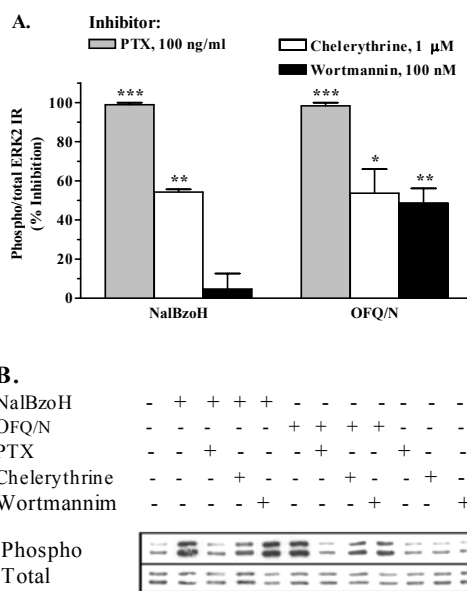 A.
Inhibitor:
PTX, 100 ng/ml
Chelerythrine, 1 μM
Wortmannin, 100 nM
Phospho/total ERK2 IR
(% Inhibition)
100
80
60
40
20
0
***
**
***
*
**
NalBzoH OFQ/N
B.
NalBzoH - + + + + - - - - - - -
OFQ/N - - - - - + + + + - - -
PTX - - + - - - + - - + - -
Chelerythrine - - - + - - - + - - + -
Wortmannim - - - - + - - - + - - +
Phospho
Total